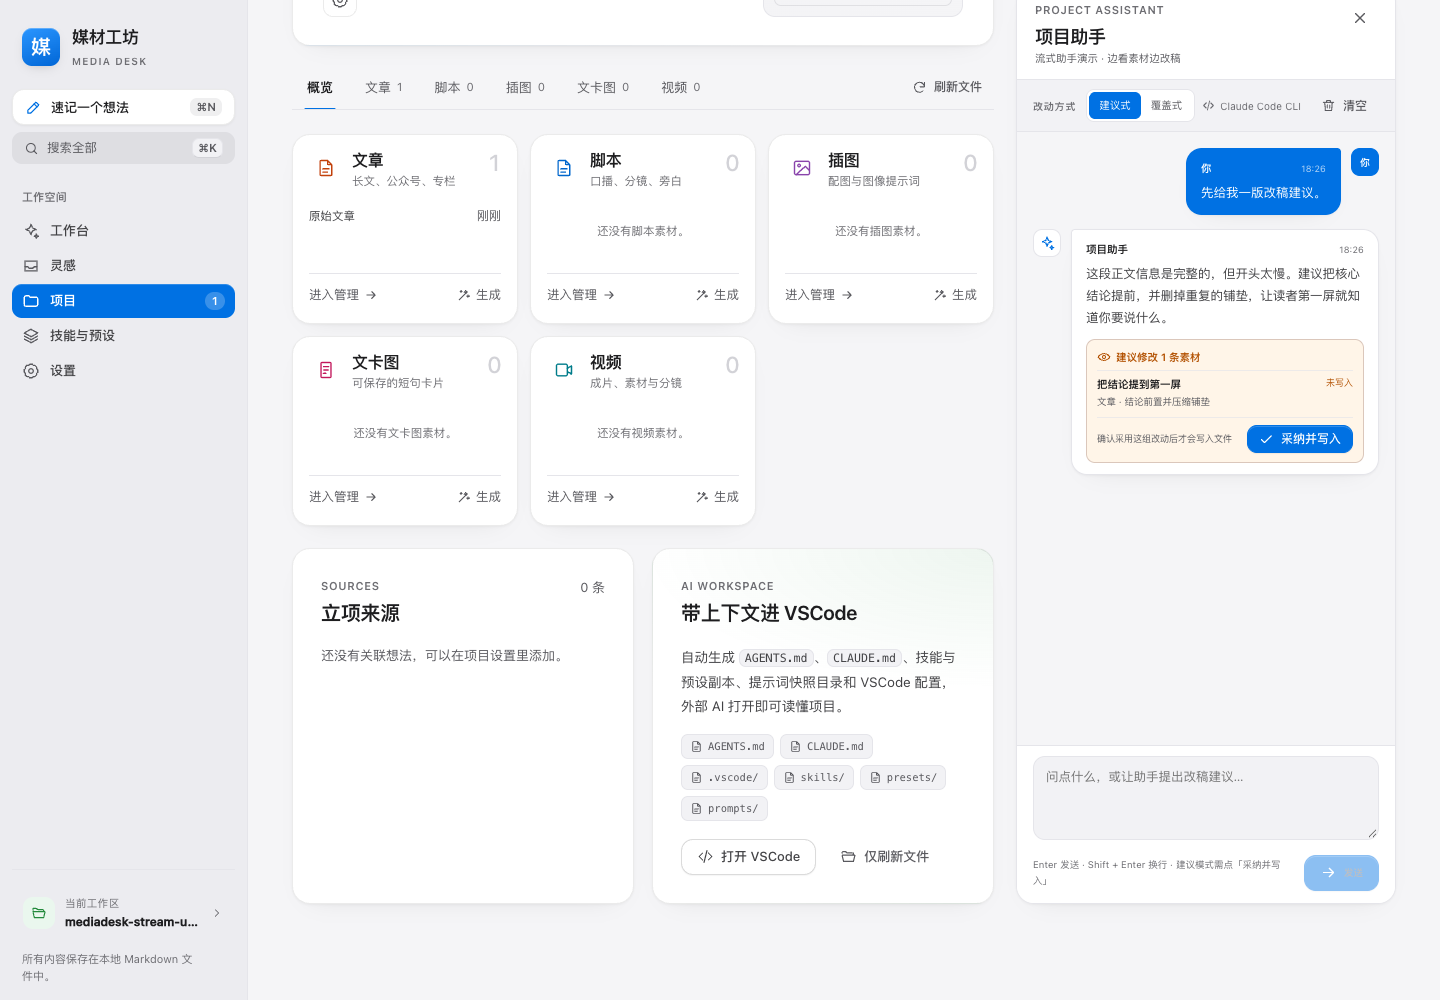 媒
媒材工坊
MEDIA DESK
速记一个想法
⌘N
搜索全部
⌘K
工作空间
工作台
灵感
项目
1
技能与预设
设置
当前工作区
mediadesk-stream-u...
所有内容保存在本地 Markdown 文
件中。
概览
文章 1
脚本 0
插图 0
文卡图 0
视频 0
刷新文件
文章
1
长文、公众号、专栏
原始文章
刚刚
进入管理
生成
脚本
0
口播、分镜、旁白
还没有脚本素材。
进入管理
生成
插图
0
配图与图像提示词
还没有插图素材。
进入管理
生成
文卡图
0
可保存的短句卡片
还没有文卡图素材。
进入管理
生成
视频
0
成片、素材与分镜
还没有视频素材。
进入管理
生成
SOURCES
0 条
立项来源
还没有关联想法，可以在项目设置里添加。
AI WORKSPACE
带上下文进 VSCode
自动生成 AGENTS.md、CLAUDE.md、技能与
预设副本、提示词快照目录和 VSCode 配置，
外部 AI 打开即可读懂项目。
AGENTS.md
CLAUDE.md
.vscode/
skills/
presets/
prompts/
打开 VSCode
仅刷新文件
PROJECT ASSISTANT
项目助手
流式助手演示 · 边看素材边改稿
改动方式
建议式
覆盖式
Claude Code CLI
清空
你
18:26
先给我一版改稿建议。
你
项目助手
18:26
这段正文信息是完整的，但开头太慢。建议把核心
结论提前，并删掉重复的铺垫，让读者第一屏就知
道你要说什么。
建议修改 1 条素材
把结论提到第一屏
未写入
文章 · 结论前置并压缩铺垫
确认采用这组改动后才会写入文件
采纳并写入
问点什么，或让助手提出改稿建议...
Enter 发送 · Shift + Enter 换行 · 建议模式需点「采纳并写
入」